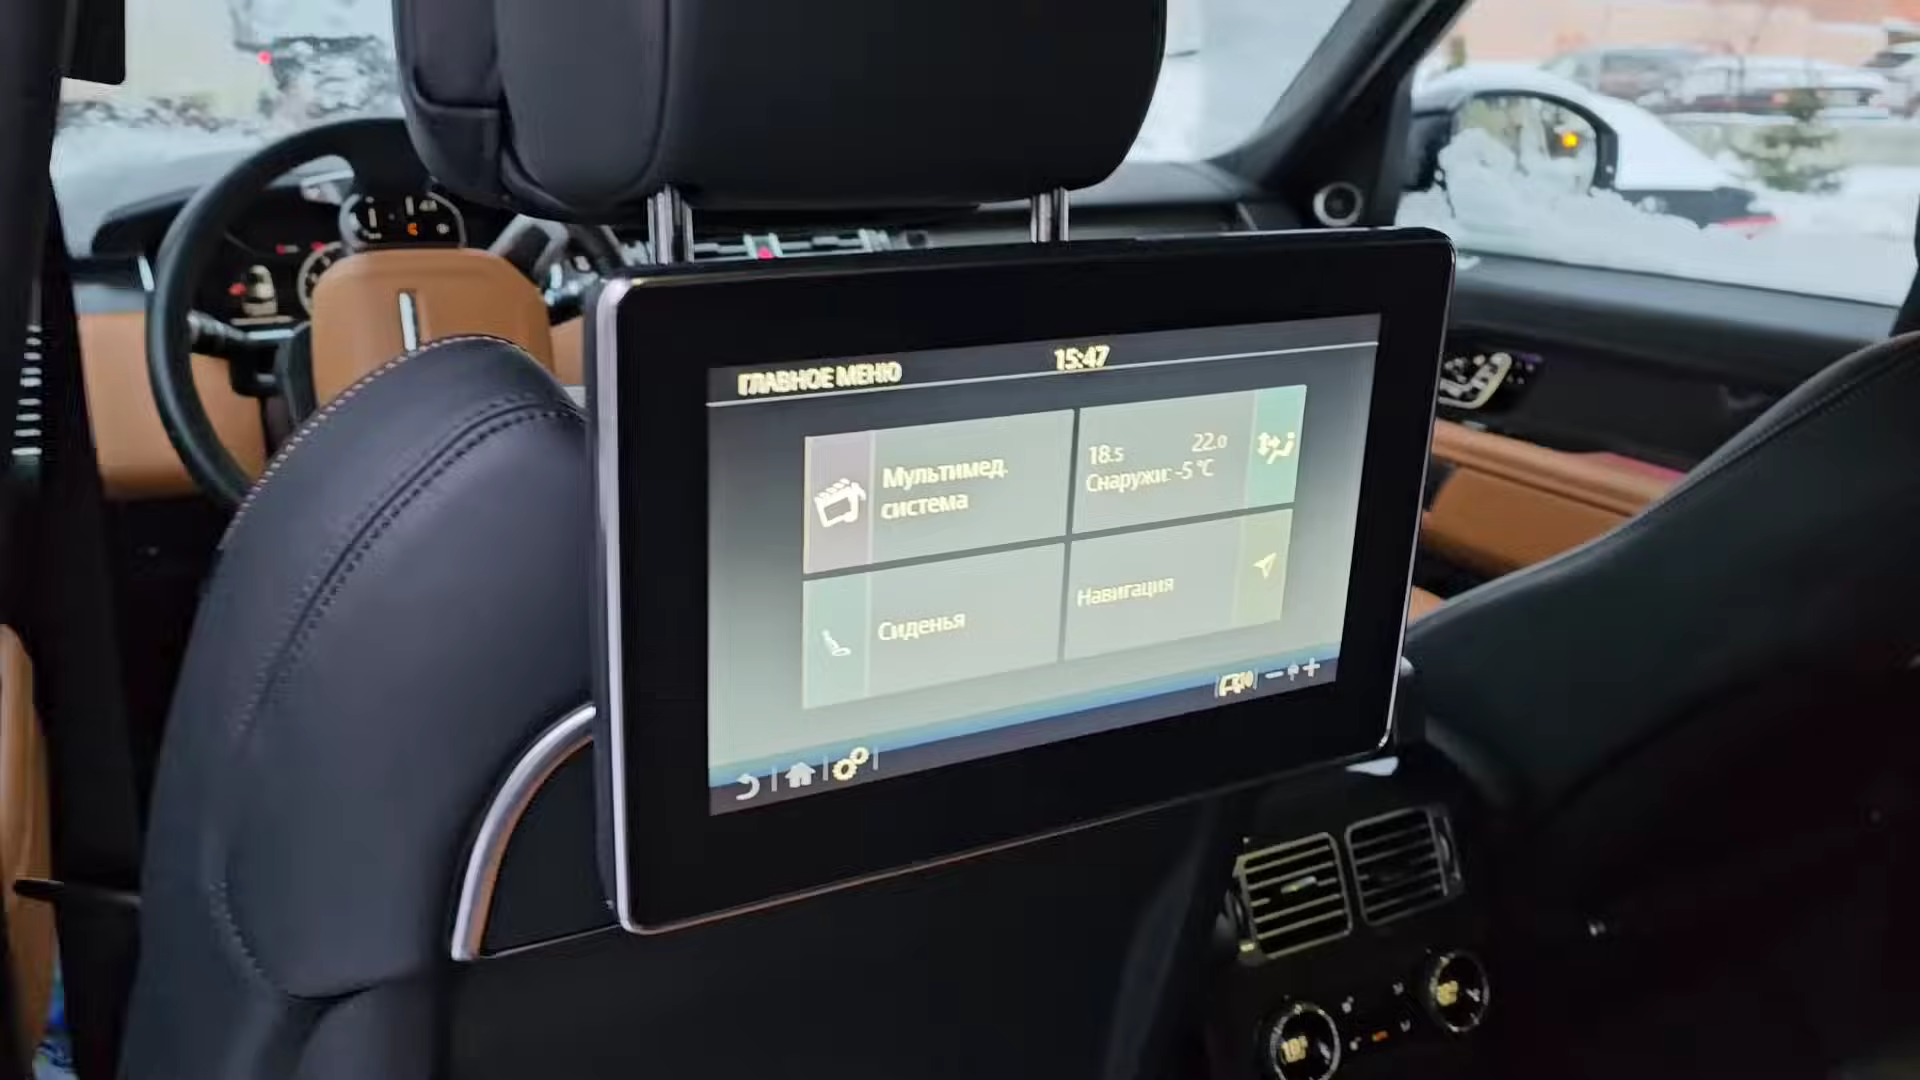 ГЛАВНОЕ МЕНЮ
15:47
Мультимед.
система
18.5 22.0
Снаружи: -5 °C
Сиденья
Навигация